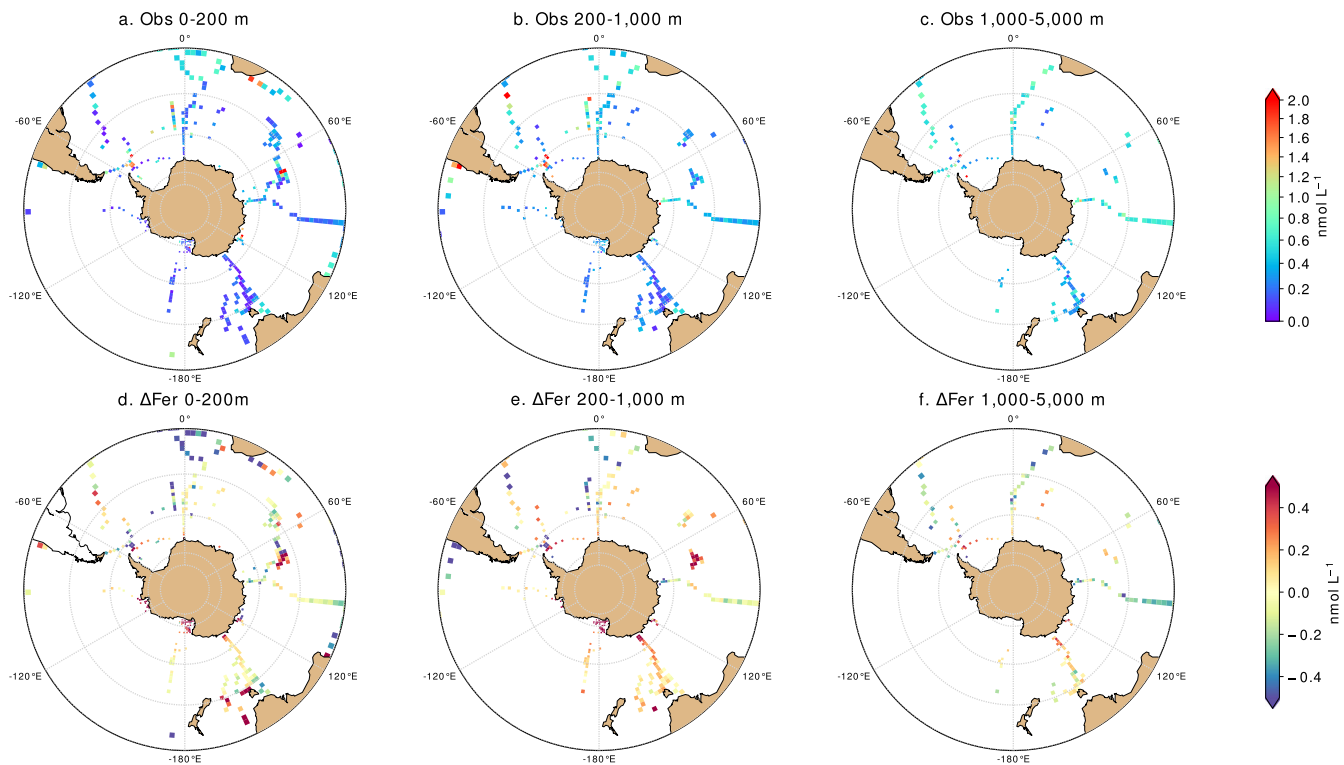 a. Obs 0-200 m
b. Obs 200-1,000 m
c. Obs 1,000-5,000 m
0°
0°
0°
-60°E
60°E
-60°E
60°E
-60°E
60°E
-120°E
120°E
-120°E
120°E
-120°E
120°E
-180°E
-180°E
-180°E
2.0
1.8
1.6
1.4
1.2
1.0
0.8
0.6
0.4
0.2
0.0
nmol L⁻¹
d. ΔFer 0-200m
e. ΔFer 200-1,000 m
f. ΔFer 1,000-5,000 m
0°
0°
0°
-60°E
60°E
-60°E
60°E
-60°E
60°E
-120°E
120°E
-120°E
120°E
-120°E
120°E
-180°E
-180°E
-180°E
0.4
0.2
0.0
−0.2
−0.4
nmol L⁻¹